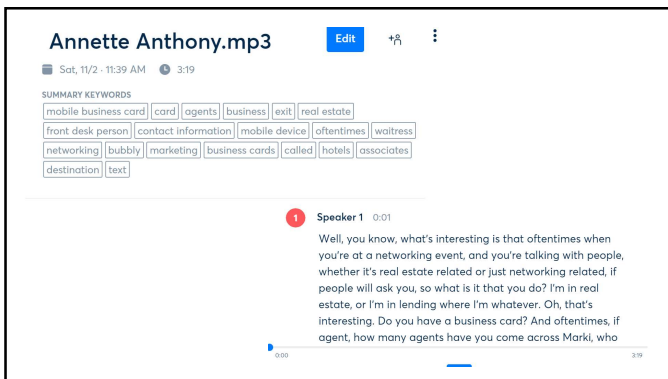 Annette Anthony.mp3
Edit
Sat, 11/2 · 11:39 AM 3:19
SUMMARY KEYWORDS
mobile business card card agents business exit real estate
front desk person contact information mobile device oftentimes waitress
networking bubbly marketing business cards called hotels associates
destination text
1 Speaker 1 0:01
Well, you know, what's interesting is that oftentimes when
you're at a networking event, and you're talking with people,
whether it's real estate related or just networking related, if
people will ask you, so what is it that you do? I'm in real
estate, or I'm in lending where I'm whatever. Oh, that's
interesting. Do you have a business card? And oftentimes, if
agent, how many agents have you come across Marki, who
0:00 3:19